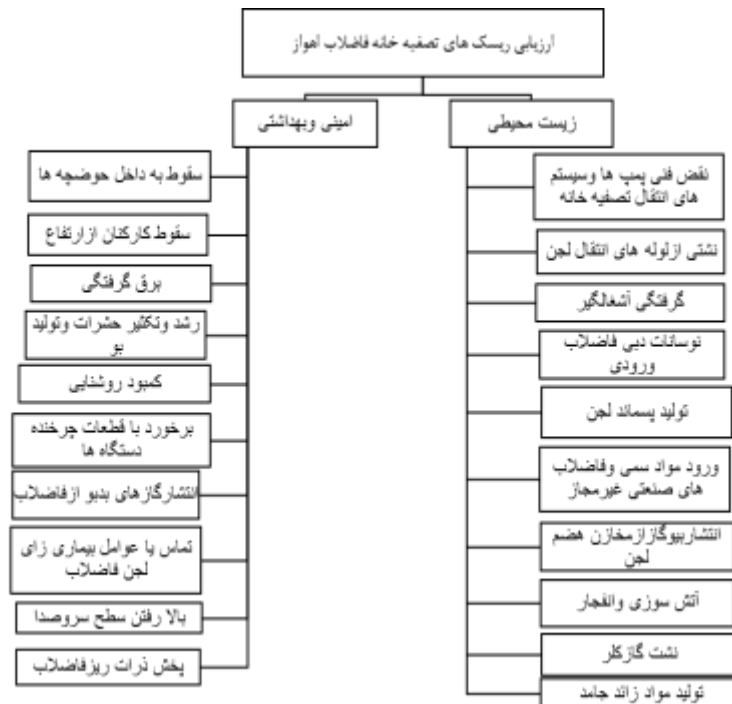 ارزیابی ریسک های تصفیه خانه فاضلاب اهواز
زیست محیطی
نقض فنی پمپ ها وسیستم
های انتقال تصفیه خانه
نشتی ازلوله های انتقال لجن
گرفتگی آشغالگیر
نوسانات دبی فاضلاب
ورودی
تولید پسماند لجن
ورود مواد سمی وفاضلاب
های صنعتی غیرمجاز
انتشاربیوگازازمخازن هضم
لجن
آتش سوزی وانفجار
نشت گازکلر
تولید مواد زائد جامد
امینی وبهداشتی
سقوط به داخل حوضچه ها
سقوط کارکنان ازارتفاع
برق گرفتگی
رشد وتکثیر حشرات وتولید
بو
کمبود روشنایی
برخورد با قطعات چرخنده
دستگاه ها
انتشارگازهای بدبو ازفاضلاب
تماس با عوامل بیماری زای
لجن فاضلاب
بالا رفتن سطح سروصدا
پخش ذرات ریزفاضلاب